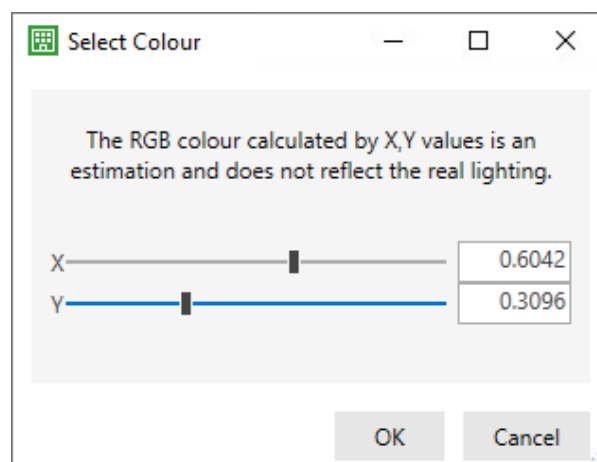 Select Colour
The RGB colour calculated by X,Y values is an
estimation and does not reflect the real lighting.
X 0.6042
Y 0.3096
OK Cancel